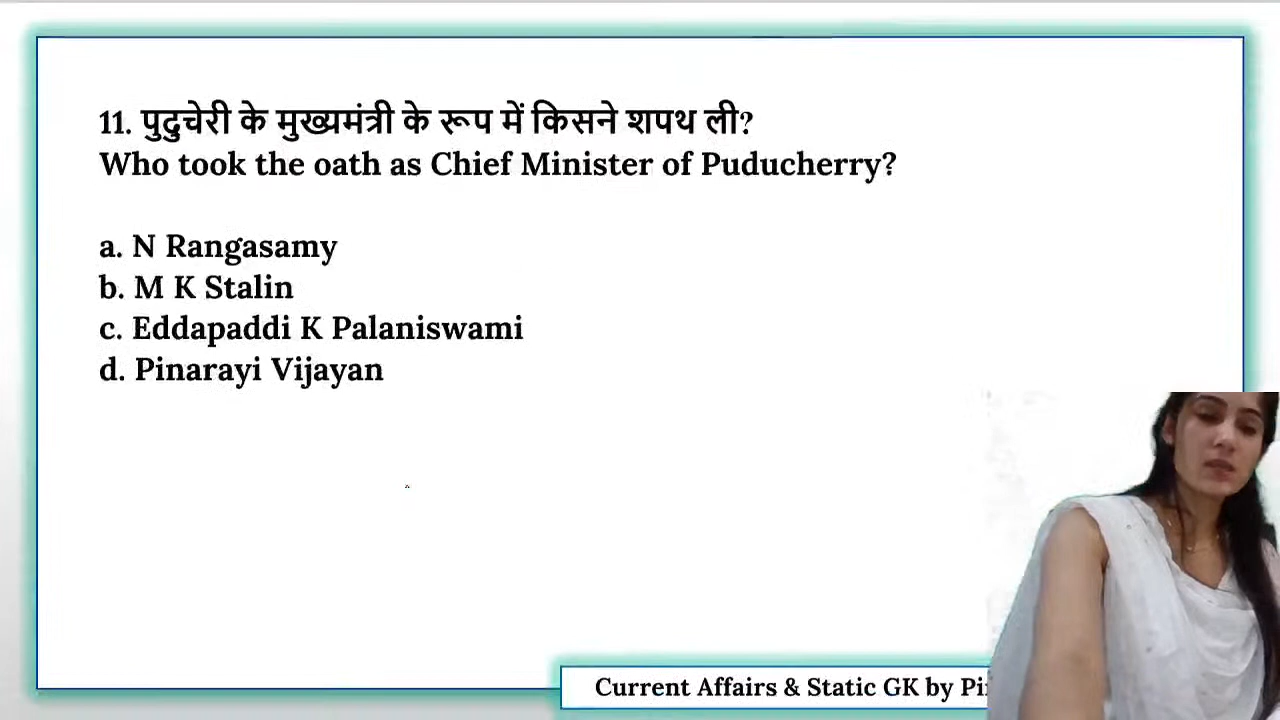 11. पुदुचेरी के मुख्यमंत्री के रूप में किसने शपथ ली?
Who took the oath as Chief Minister of Puducherry?
a. N Rangasamy
b. M K Stalin
c. Eddapaddi K Palaniswami
d. Pinarayi Vijayan
Current Affairs & Static GK by